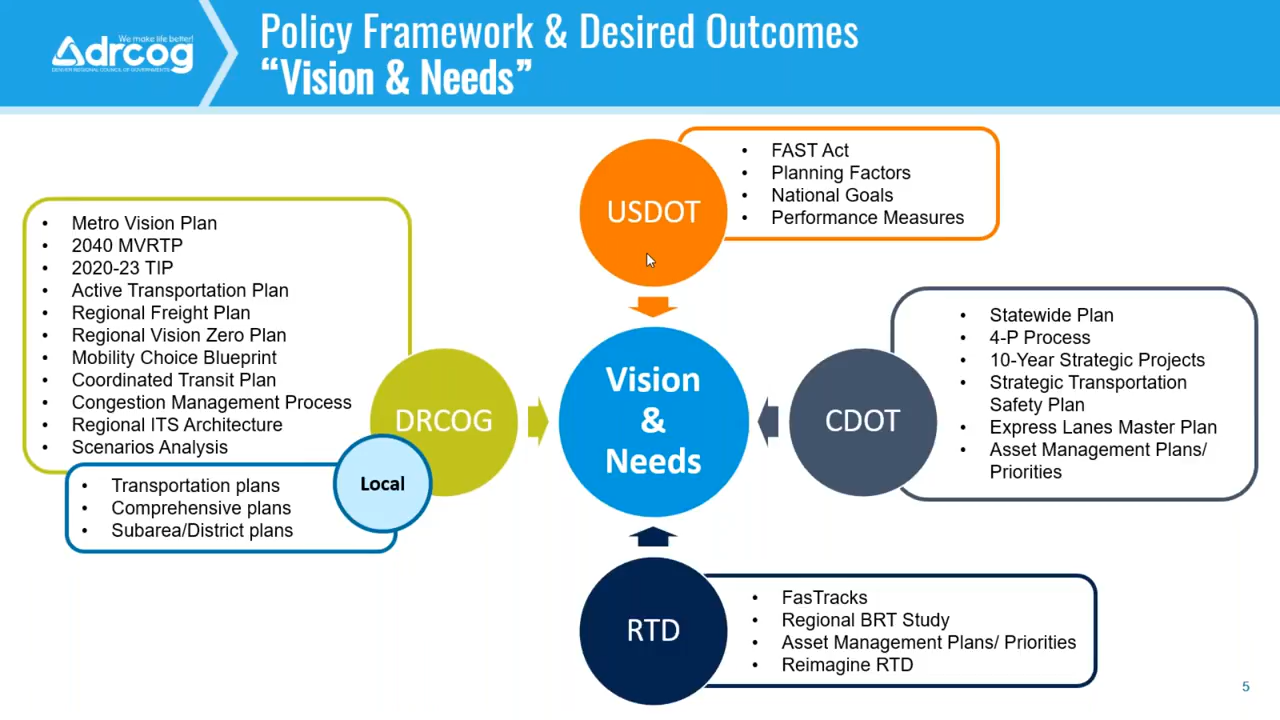 We make life better!
drcog
DENVER REGIONAL COUNCIL OF GOVERNMENTS
Policy Framework & Desired Outcomes
“Vision & Needs”
USDOT
• FAST Act
• Planning Factors
• National Goals
• Performance Measures
• Metro Vision Plan
• 2040 MVRTP
• 2020-23 TIP
• Active Transportation Plan
• Regional Freight Plan
• Regional Vision Zero Plan
• Mobility Choice Blueprint
• Coordinated Transit Plan
• Congestion Management Process
• Regional ITS Architecture
• Scenarios Analysis
DRCOG
Local
• Transportation plans
• Comprehensive plans
• Subarea/District plans
Vision
&
Needs
CDOT
• Statewide Plan
• 4-P Process
• 10-Year Strategic Projects
• Strategic Transportation
Safety Plan
• Express Lanes Master Plan
• Asset Management Plans/
Priorities
RTD
• FasTracks
• Regional BRT Study
• Asset Management Plans/ Priorities
• Reimagine RTD
5